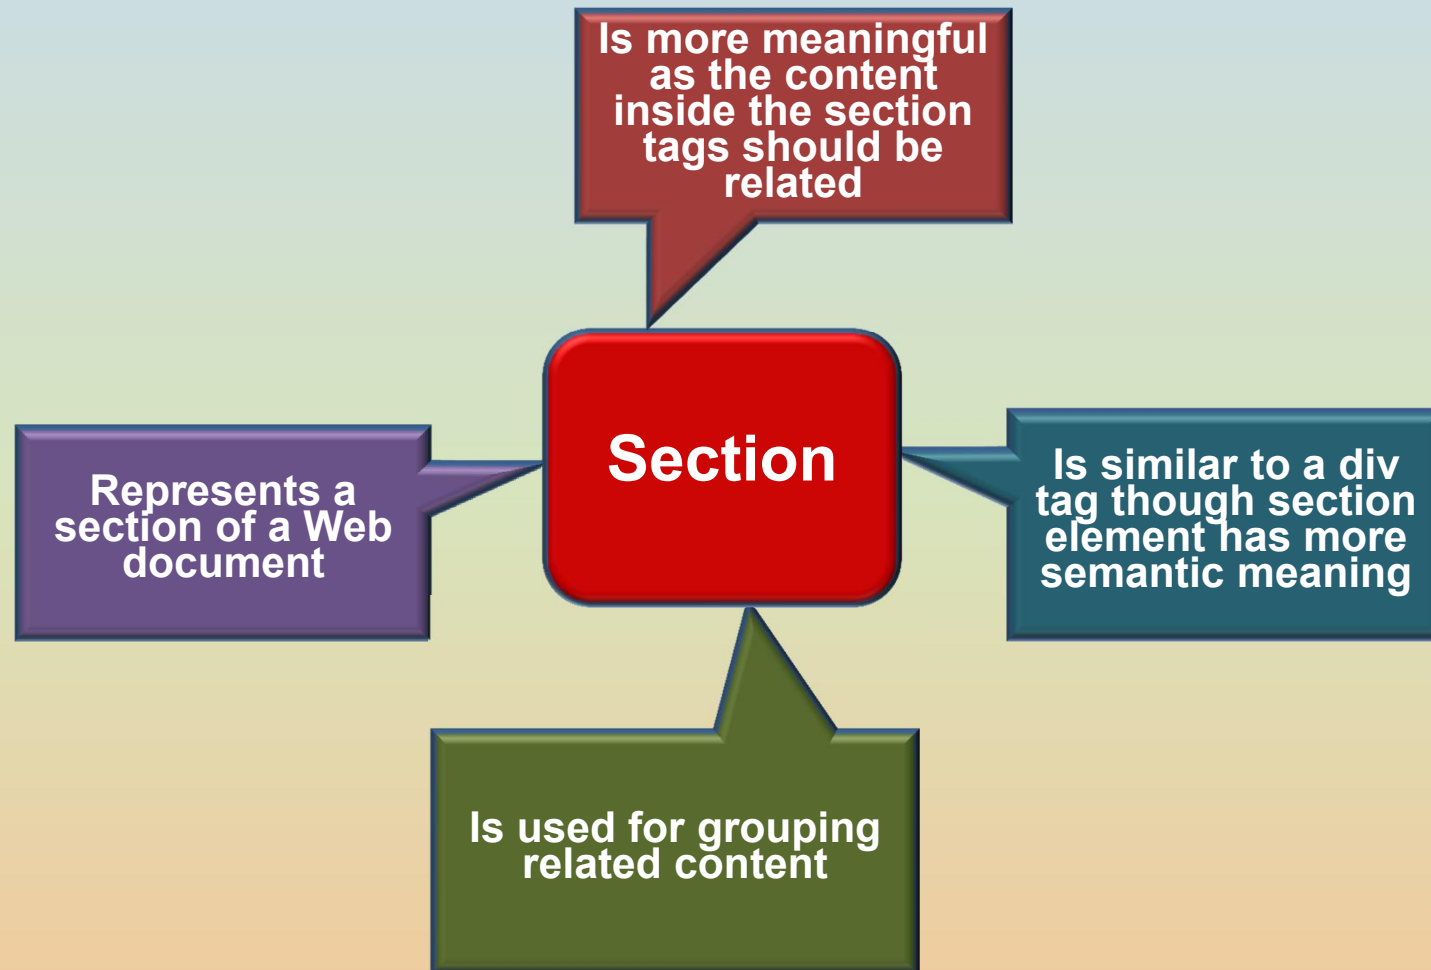 Is more meaningful
as the content
inside the section
tags should be
related
Section
Represents a
section of a Web
document
Is similar to a div
tag though section
element has more
semantic meaning
Is used for grouping
related content